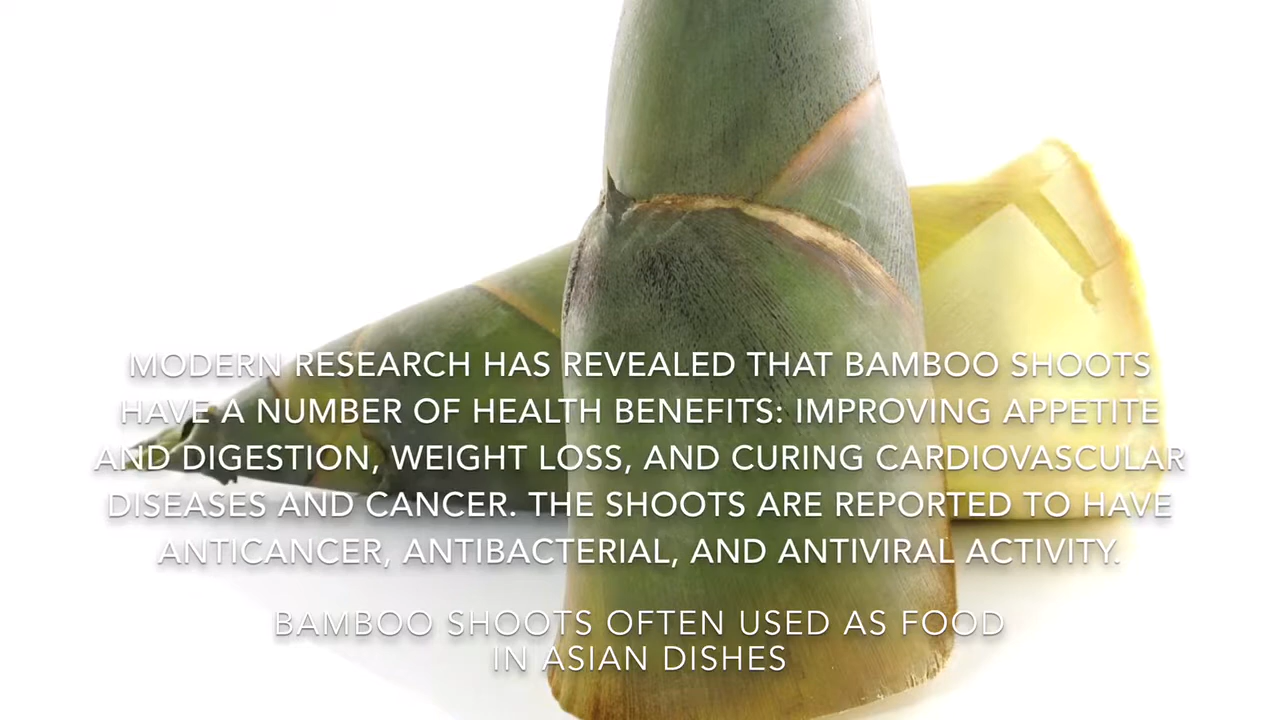 MODERN RESEARCH HAS REVEALED THAT BAMBOO SHOOTS
HAVE A NUMBER OF HEALTH BENEFITS: IMPROVING APPETITE
AND DIGESTION, WEIGHT LOSS, AND CURING CARDIOVASCULAR
DISEASES AND CANCER. THE SHOOTS ARE REPORTED TO HAVE
ANTICANCER, ANTIBACTERIAL, AND ANTIVIRAL ACTIVITY.
BAMBOO SHOOTS OFTEN USED AS FOOD
IN ASIAN DISHES